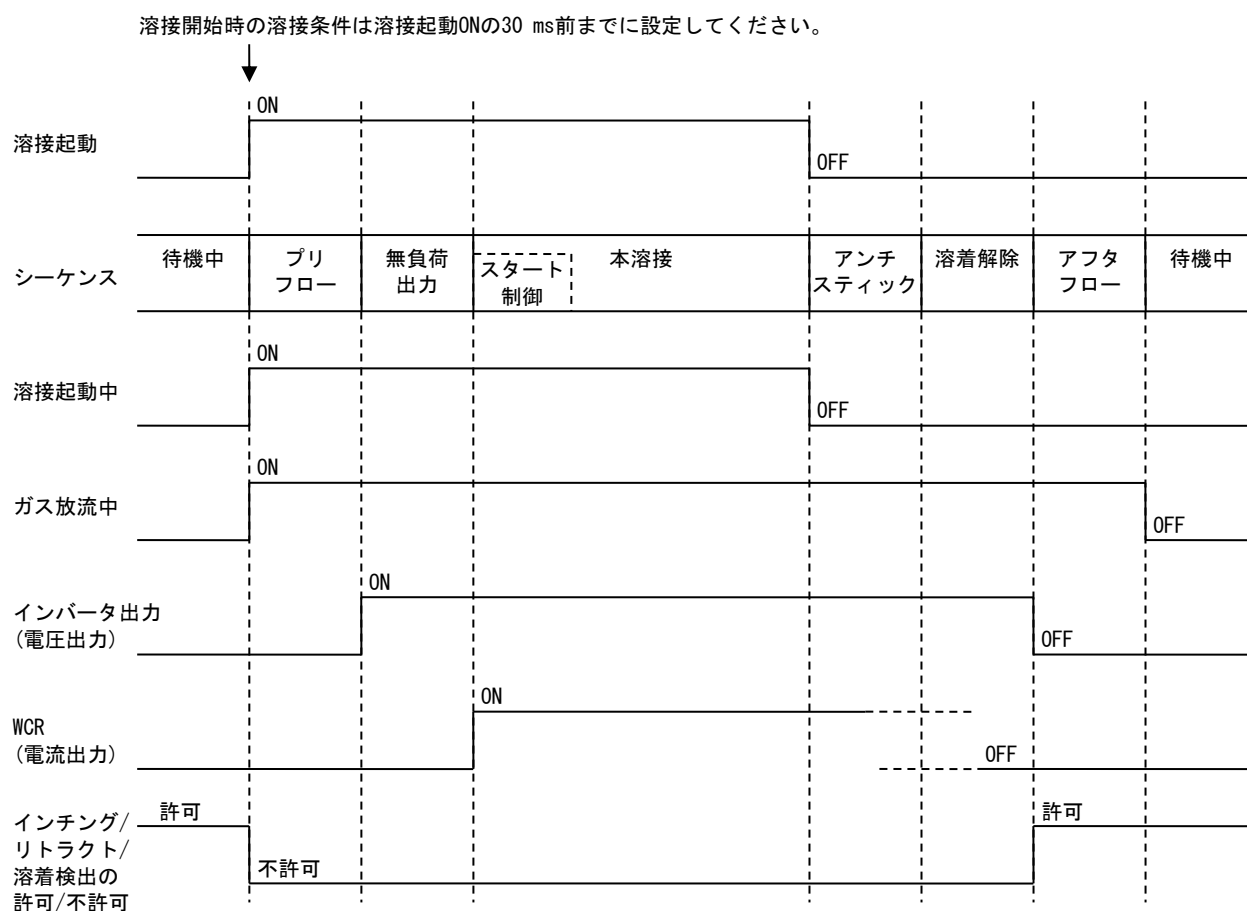 溶接開始時の溶接条件は溶接起動ONの30 ms前までに設定してください。
ON
溶接起動
OFF
シーケンス
待機中
プリ
フロー
無負荷
出力
スタート
制御
本溶接
アンチ
スティック
溶着解除
アフタ
フロー
待機中
ON
溶接起動中
OFF
ON
ガス放流中
OFF
ON
インバータ出力
(電圧出力)
OFF
ON
WCR
(電流出力)
OFF
インチング/
リトラクト/
溶着検出の
許可/不許可
許可
不許可
許可